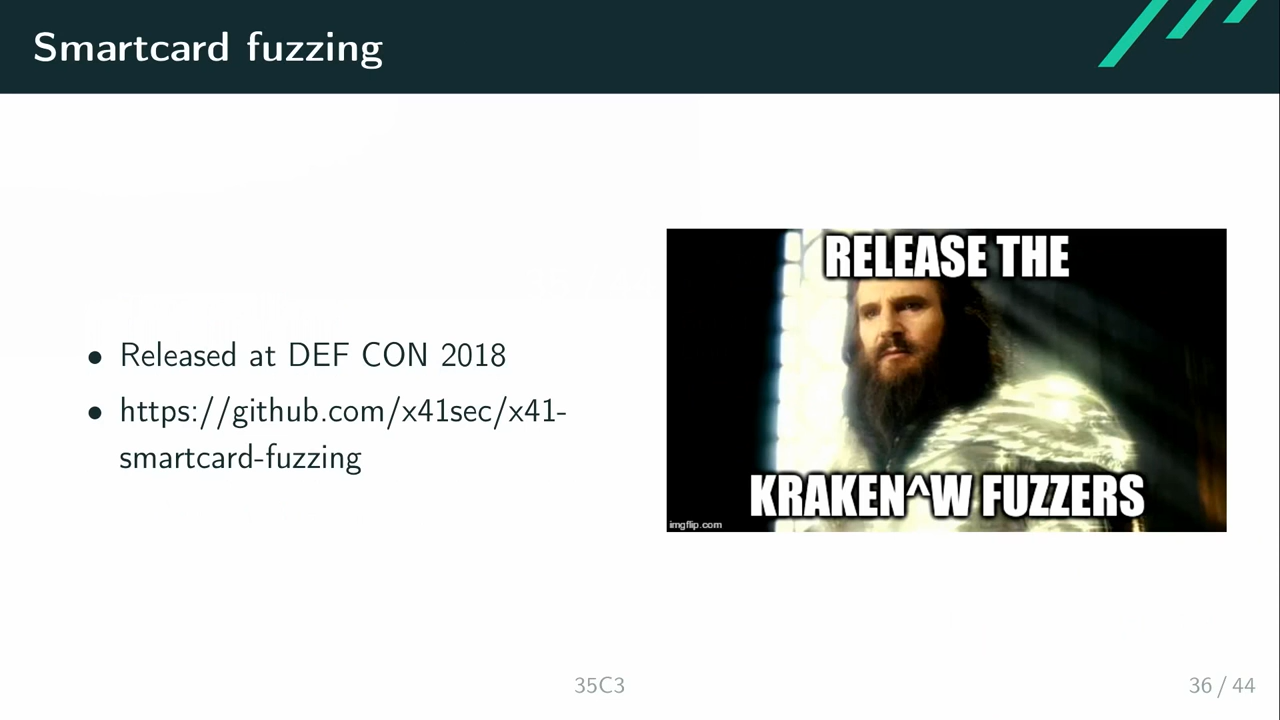 Smartcard fuzzing
• Released at DEF CON 2018
• https://github.com/x41sec/x41-
smartcard-fuzzing
RELEASE THE
KRAKEN^W FUZZERS
imgflip.com
35C3
36 / 44